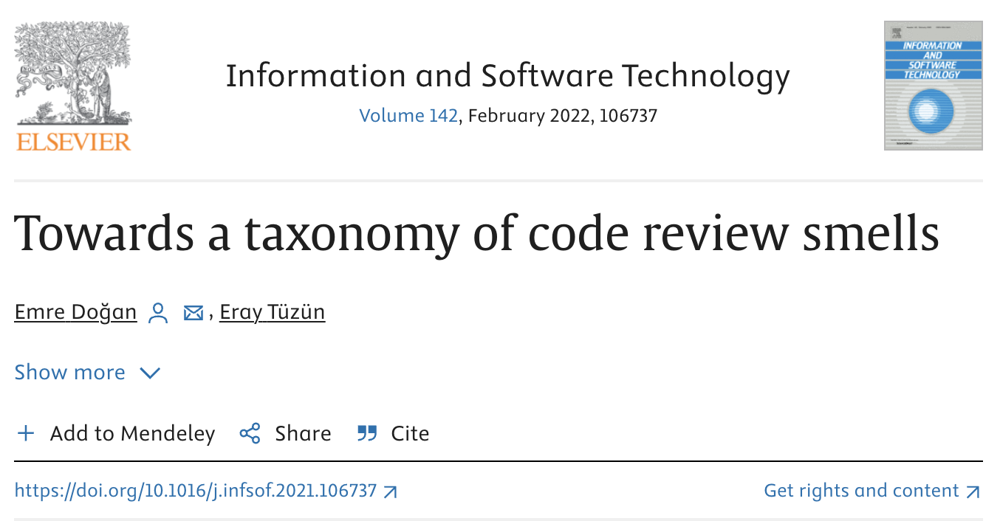 Information and Software Technology
Volume 142, February 2022, 106737
ELSEVIER
INFORMATION
AND
SOFTWARE
TECHNOLOGY
Towards a taxonomy of code review smells
Emre Doğan , Eray Tüzün
Show more
Add to Mendeley Share Cite
https://doi.org/10.1016/j.infsof.2021.106737 Get rights and content